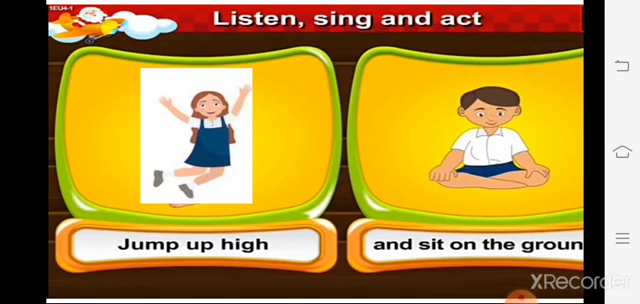 1EU4-1
Listen, sing and act
Jump up high
and sit on the groun
XRecorder